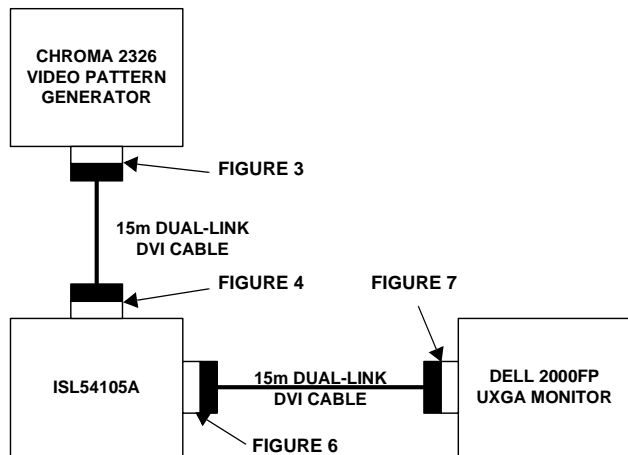 CHROMA 2326
VIDEO PATTERN
GENERATOR
FIGURE 3
15m DUAL-LINK
DVI CABLE
FIGURE 4
FIGURE 7
ISL54105A
15m DUAL-LINK
DVI CABLE
DELL 2000FP
UXGA MONITOR
FIGURE 6